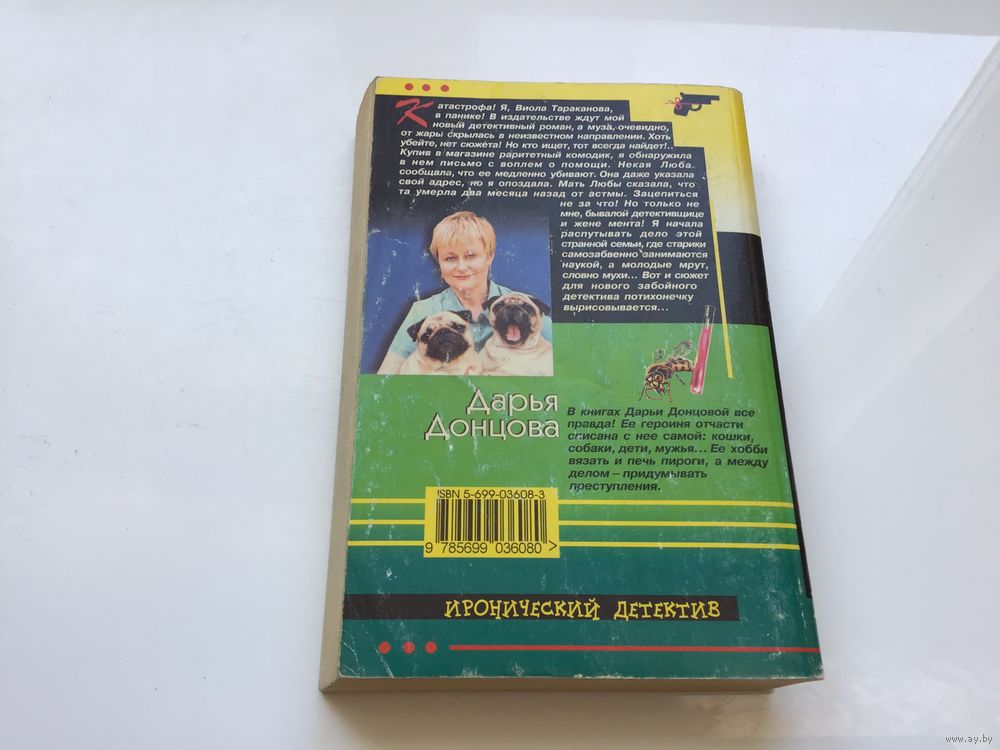 Катастрофа! Я, Виола Тараканова,
в панике! В издательстве ждут мой
новый детективный роман, а муза, очевидно,
от жары скрылась в неизвестном направлении. Хоть
убейте, нет сюжета! Но кто ищет, тот всегда найдет!..
Купив в магазине раритетный комодик, я обнаружила
в нем письмо с воплем о помощи. Некая Люба
сообщала, что ее медленно убивают. Она даже указала
свой адрес, но я опоздала. Мать Любы сказала, что
та умерла два месяца назад от астмы. Зацепиться
не за что! Но только не
мне, бывалой детективщице
и жене мента! Я начала
распутывать дело этой
странной семьи, где старики
самозабвенно занимаются
наукой, а молодые мрут,
словно мухи... Вот и сюжет
для нового забойного
детектива потихонечку
вырисовывается...
Дарья
Донцова
В книгах Дарьи Донцовой все
правда! Ее героиня отчасти
списана с нее самой: кошки,
собаки, дети, мужья... Ее хобби
вязать и печь пироги, а между
делом – придумывать
преступления.
ISBN 5-699-03608-3
9 785699 036080 >
ИРОНИЧЕСКИЙ ДЕТЕКТИВ
www.ay.by